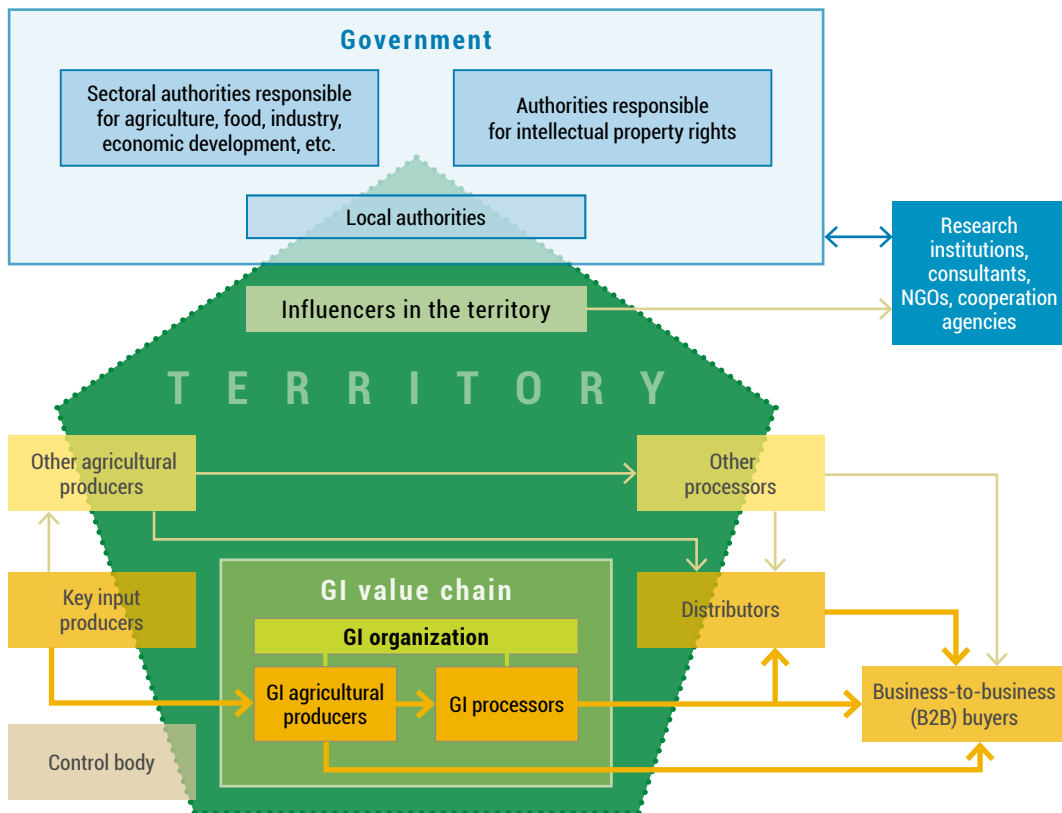 Government
Sectoral authorities responsible
for agriculture, food, industry,
economic development, etc.
Authorities responsible
for intellectual property rights
Local authorities
Research
institutions,
consultants,
NGOs, cooperation
agencies
Influencers in the territory
TERRITORY
Other agricultural
producers
Other
processors
Key input
producers
GI value chain
Distributors
GI organization
GI agricultural
producers
GI processors
Business-to-business
(B2B) buyers
Control body